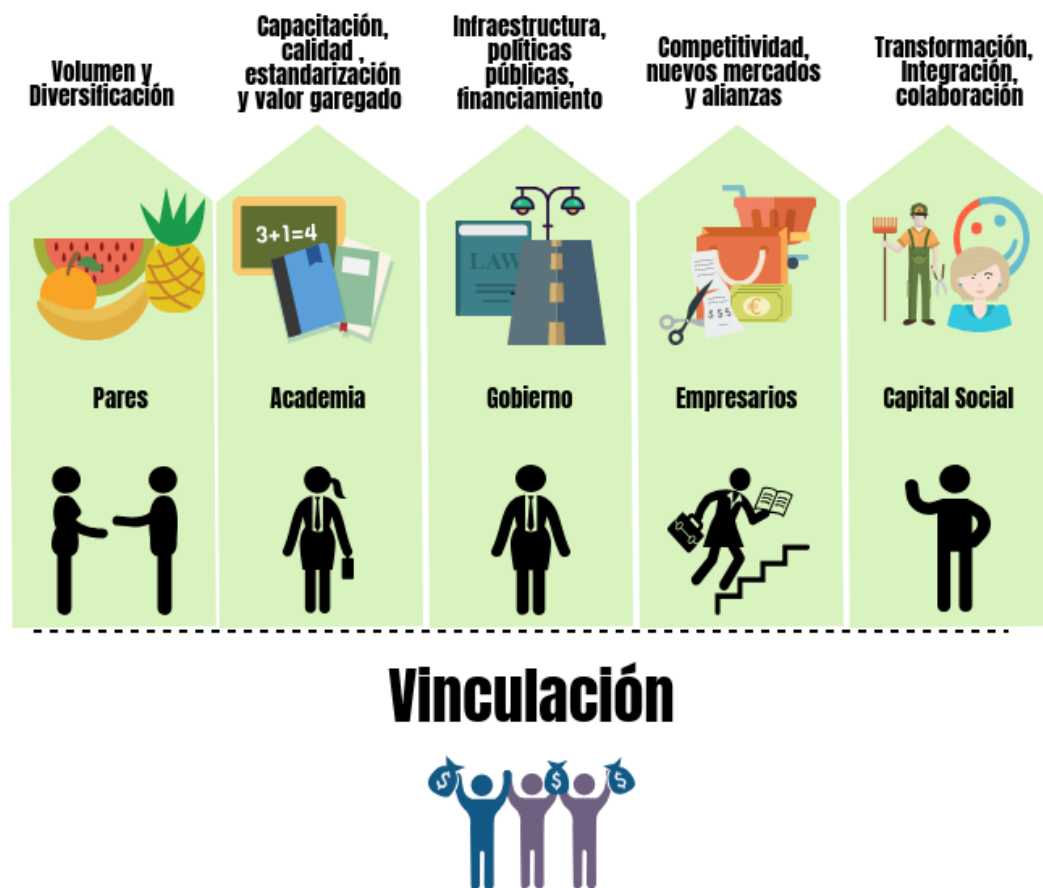 Volumen y
Diversificación
Capacitación,
calidad ,
estandarización
y valor garegado
Infraestructura,
políticas
públicas,
financiamiento
Competitividad,
nuevos mercados
y alianzas
Transformación,
Integración,
colaboración
3+1=4
LAW
$$$
€
Pares
Academia
Gobierno
Empresarios
Capital Social
Vinculación
$
$
$